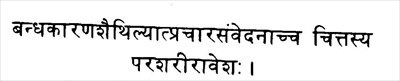 बन्धकारणशैथिल्यात्प्रचारसंवेदनाच्च चित्तस्य
परशरीरावेशः ।